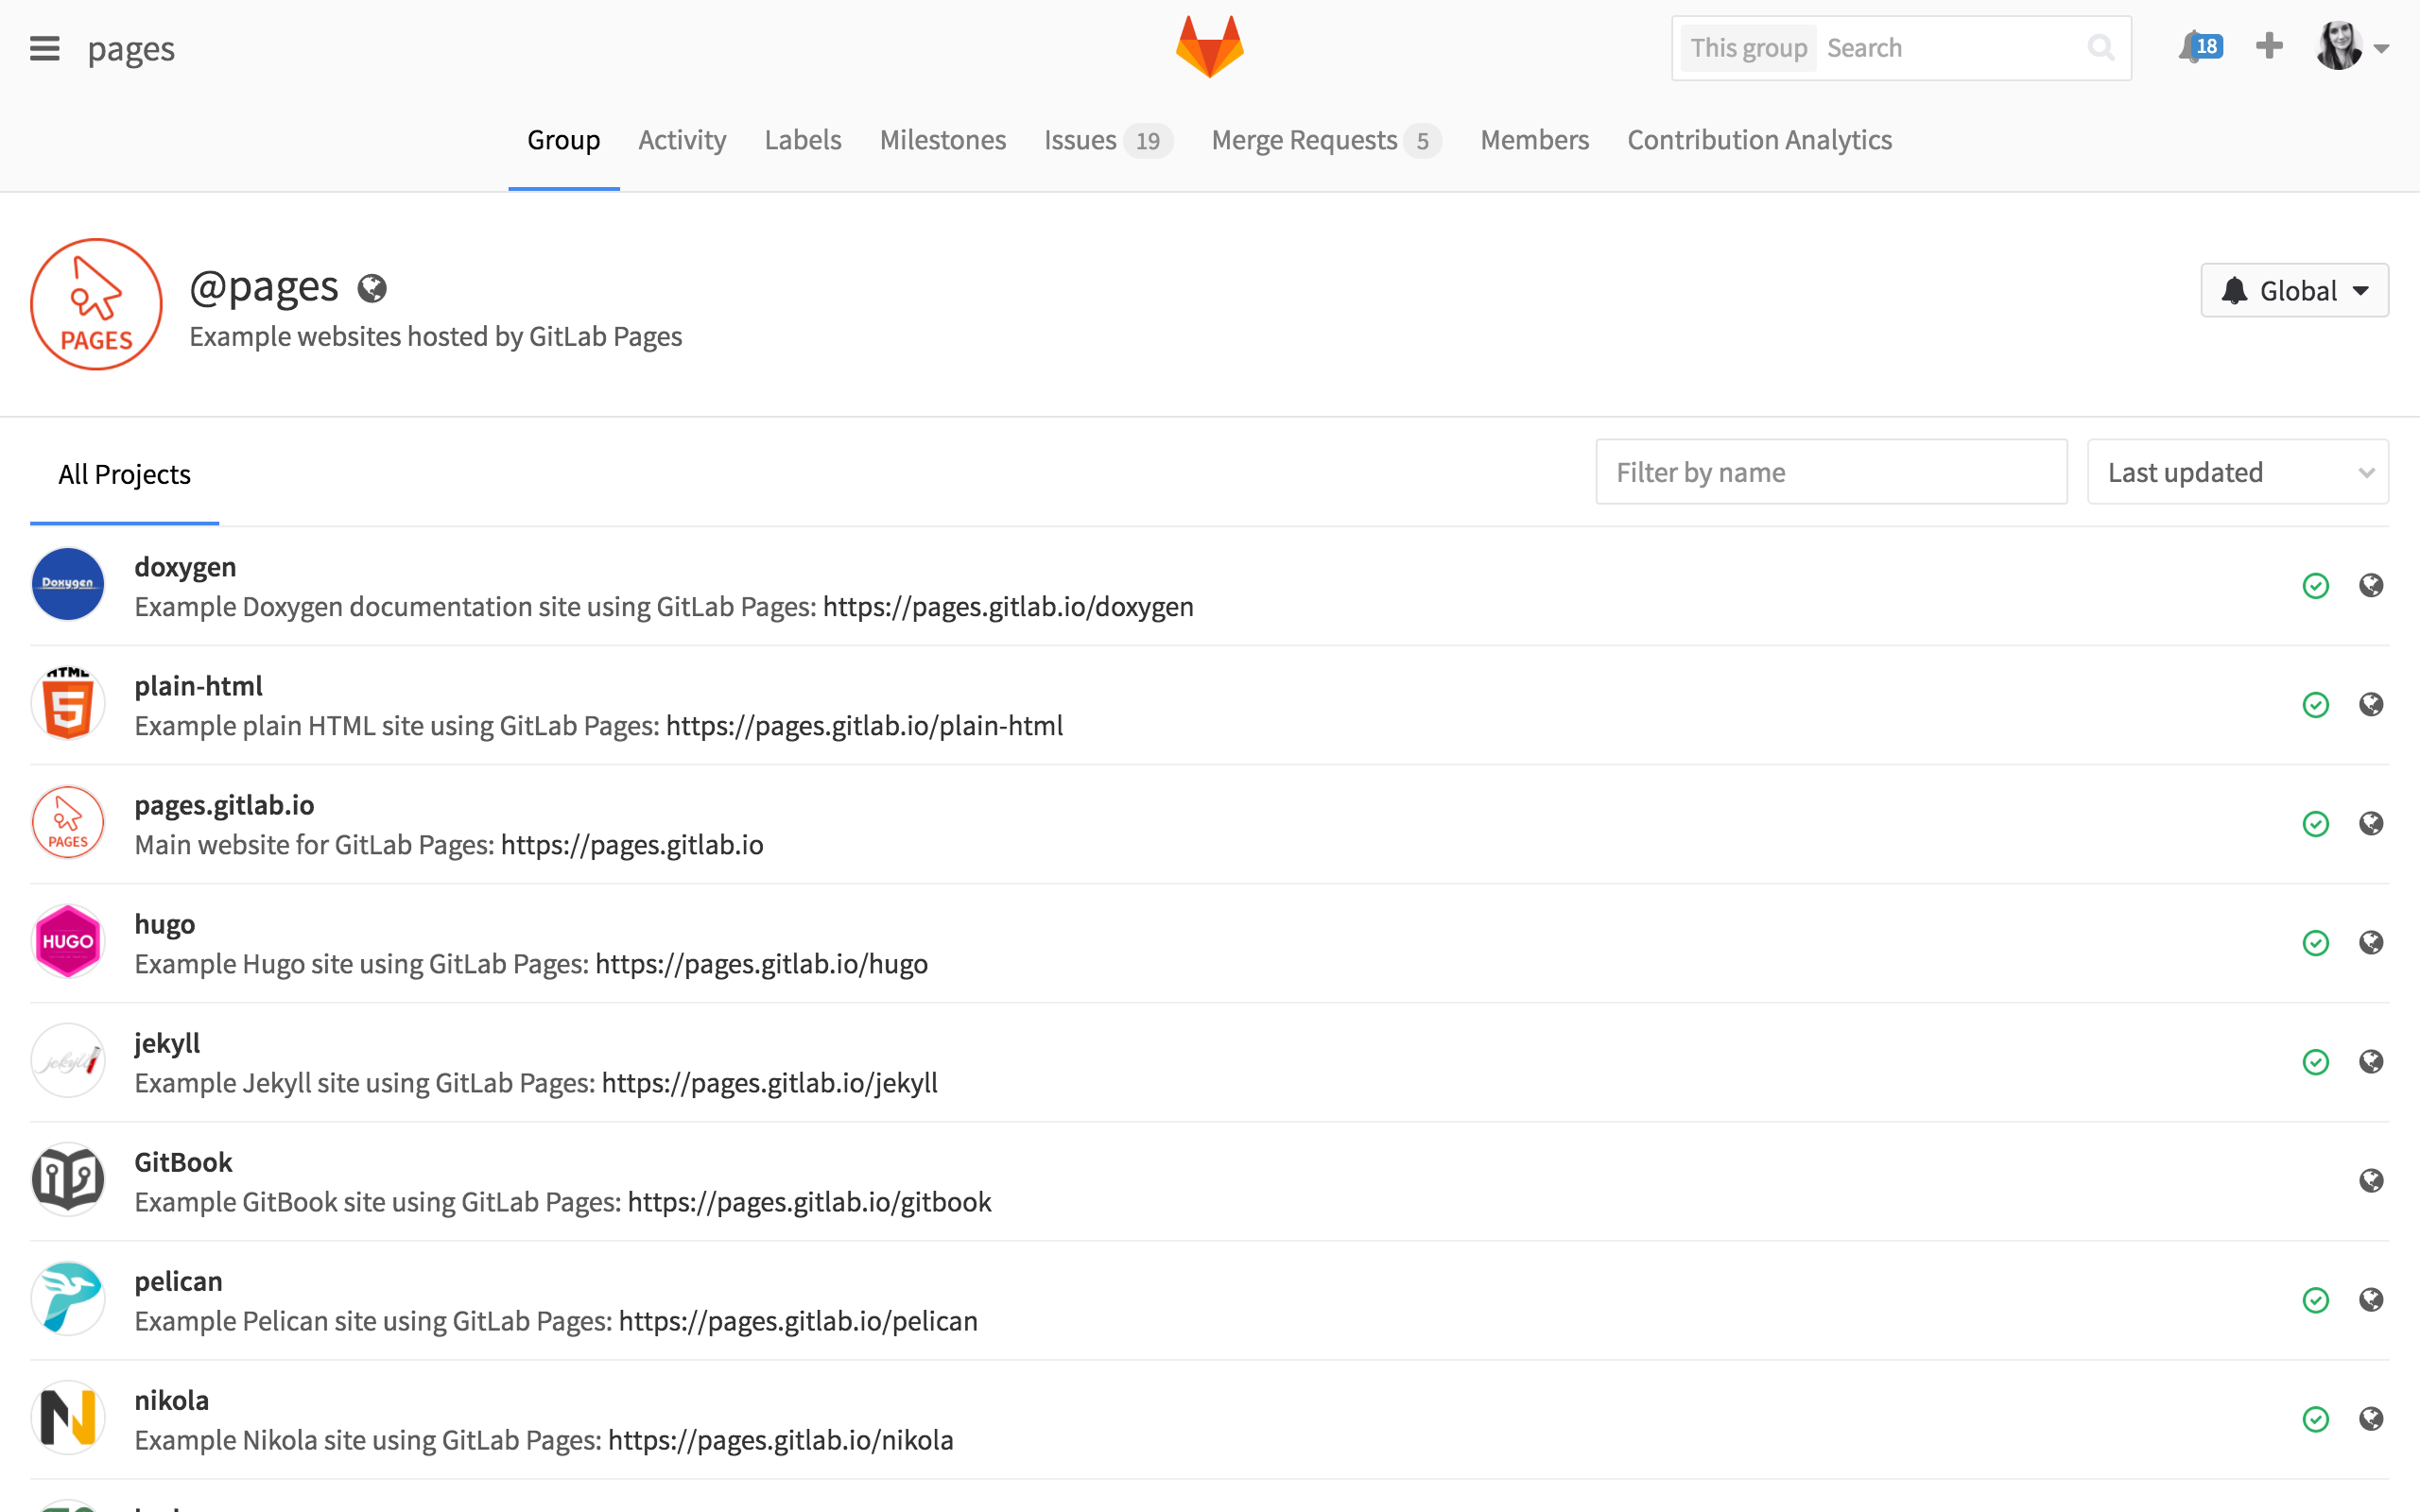 pages
This group Search
18
Group Activity Labels Milestones Issues 19 Merge Requests 5 Members Contribution Analytics
PAGES
@pages
Example websites hosted by GitLab Pages
Global
All Projects
Filter by name
Last updated
Doxygen
doxygen
Example Doxygen documentation site using GitLab Pages: https://pages.gitlab.io/doxygen
HTML
5
plain-html
Example plain HTML site using GitLab Pages: https://pages.gitlab.io/plain-html
PAGES
pages.gitlab.io
Main website for GitLab Pages: https://pages.gitlab.io
HUGO
hugo
Example Hugo site using GitLab Pages: https://pages.gitlab.io/hugo
jekyll
jekyll
Example Jekyll site using GitLab Pages: https://pages.gitlab.io/jekyll
GitBook
Example GitBook site using GitLab Pages: https://pages.gitlab.io/gitbook
pelican
Example Pelican site using GitLab Pages: https://pages.gitlab.io/pelican
N
nikola
Example Nikola site using GitLab Pages: https://pages.gitlab.io/nikola